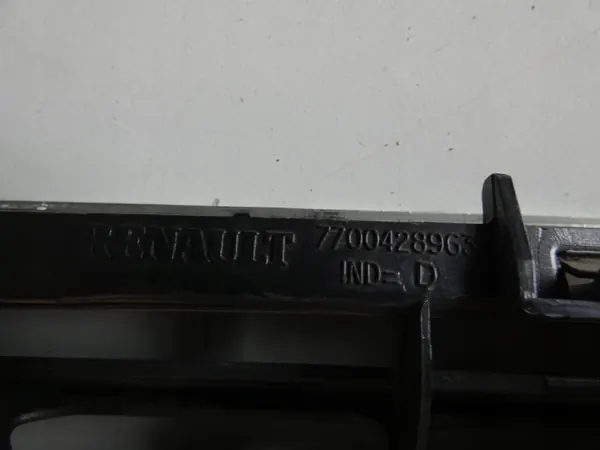 RENAULT 7700428963
IND= D